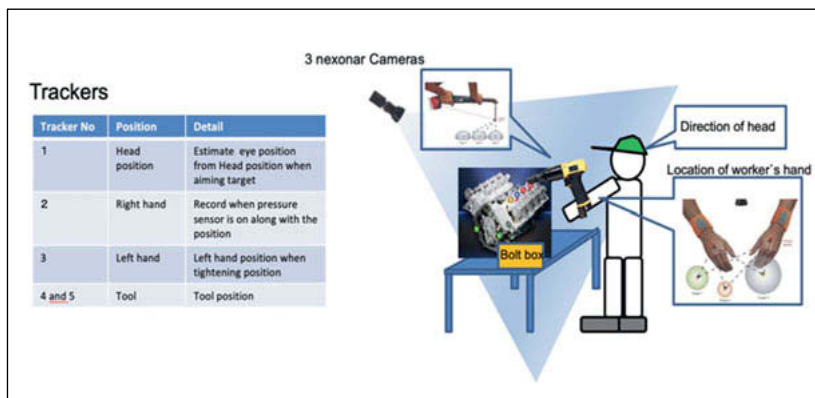 3 nexonar Cameras
Trackers
Tracker No Position Detail
1 Head position Estimate eye position from Head position when aiming target
2 Right hand Record when pressure sensor is on along with the position
3 Left hand Left hand position when tightening position
4 and 5 Tool Tool position
Direction of head
Location of worker's hand
Bolt box